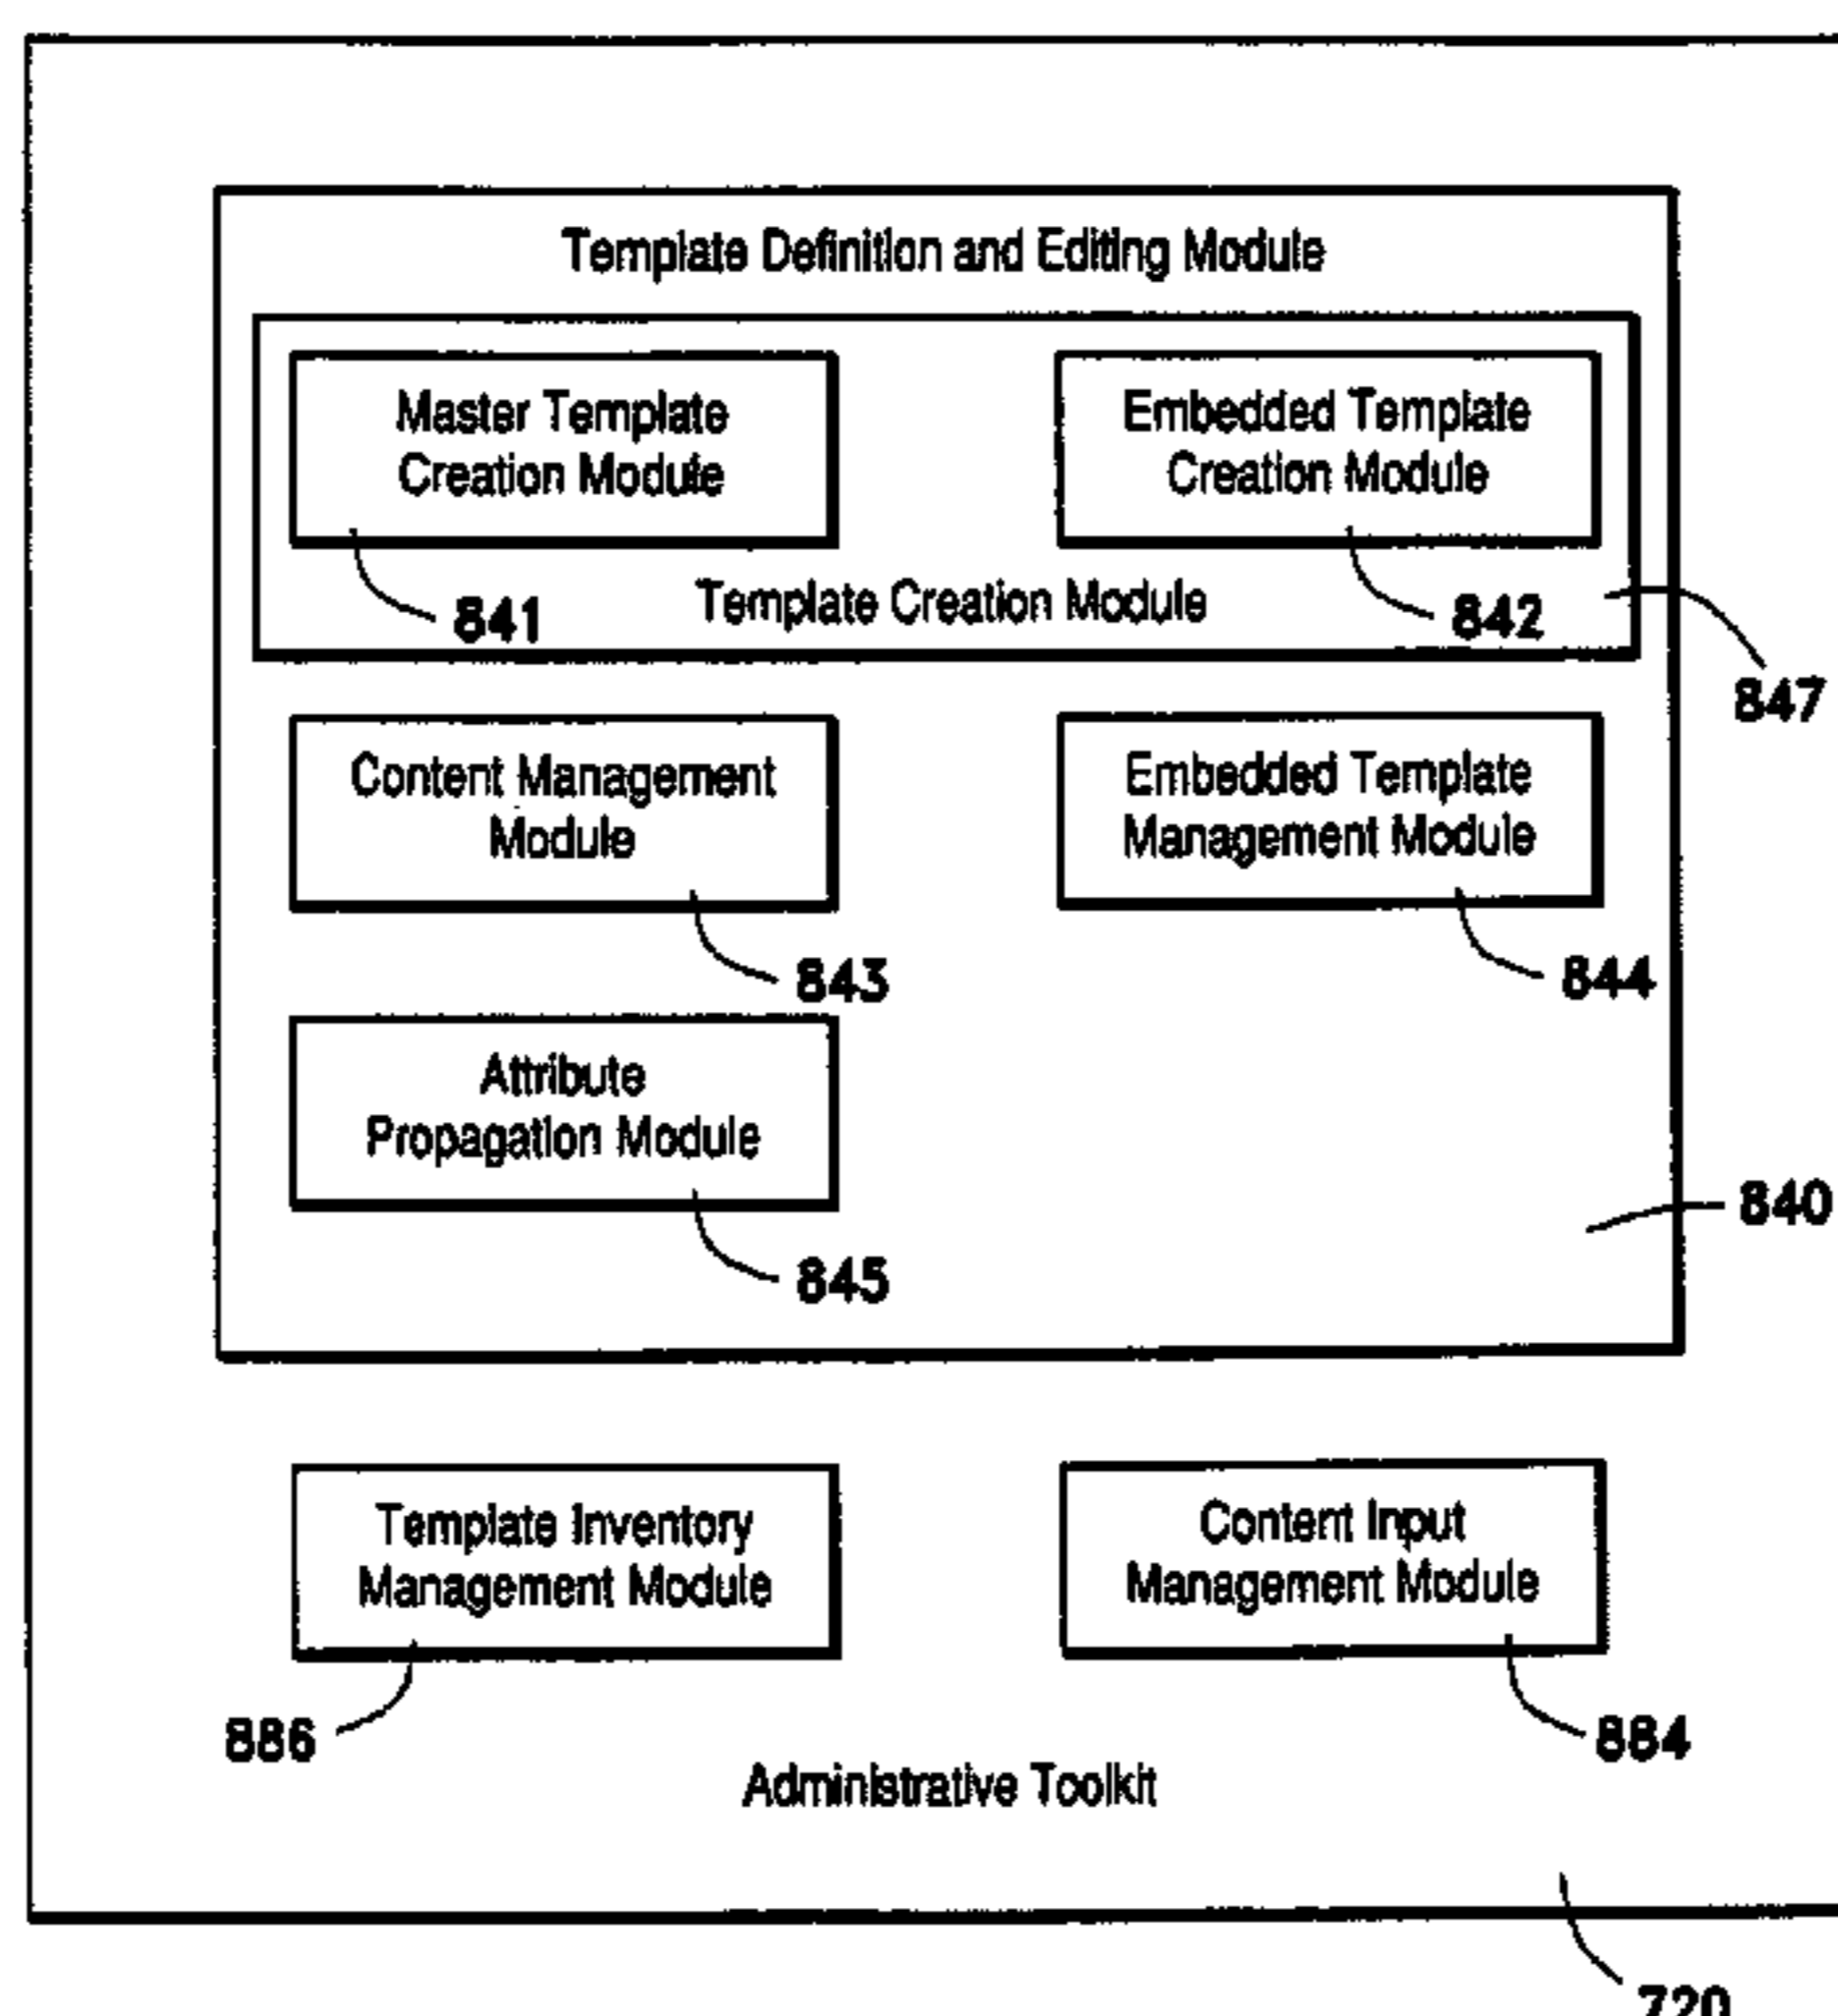 Template Definition and Editing Module
Master Template
Creation Module
Embedded Template
Creation Module
841
Template Creation Module
842
847
Content Management
Module
Embedded Template
Management Module
843
844
Attribute
Propagation Module
840
845
Template Inventory
Management Module
Content Input
Management Module
886
884
Administrative Toolkit
720